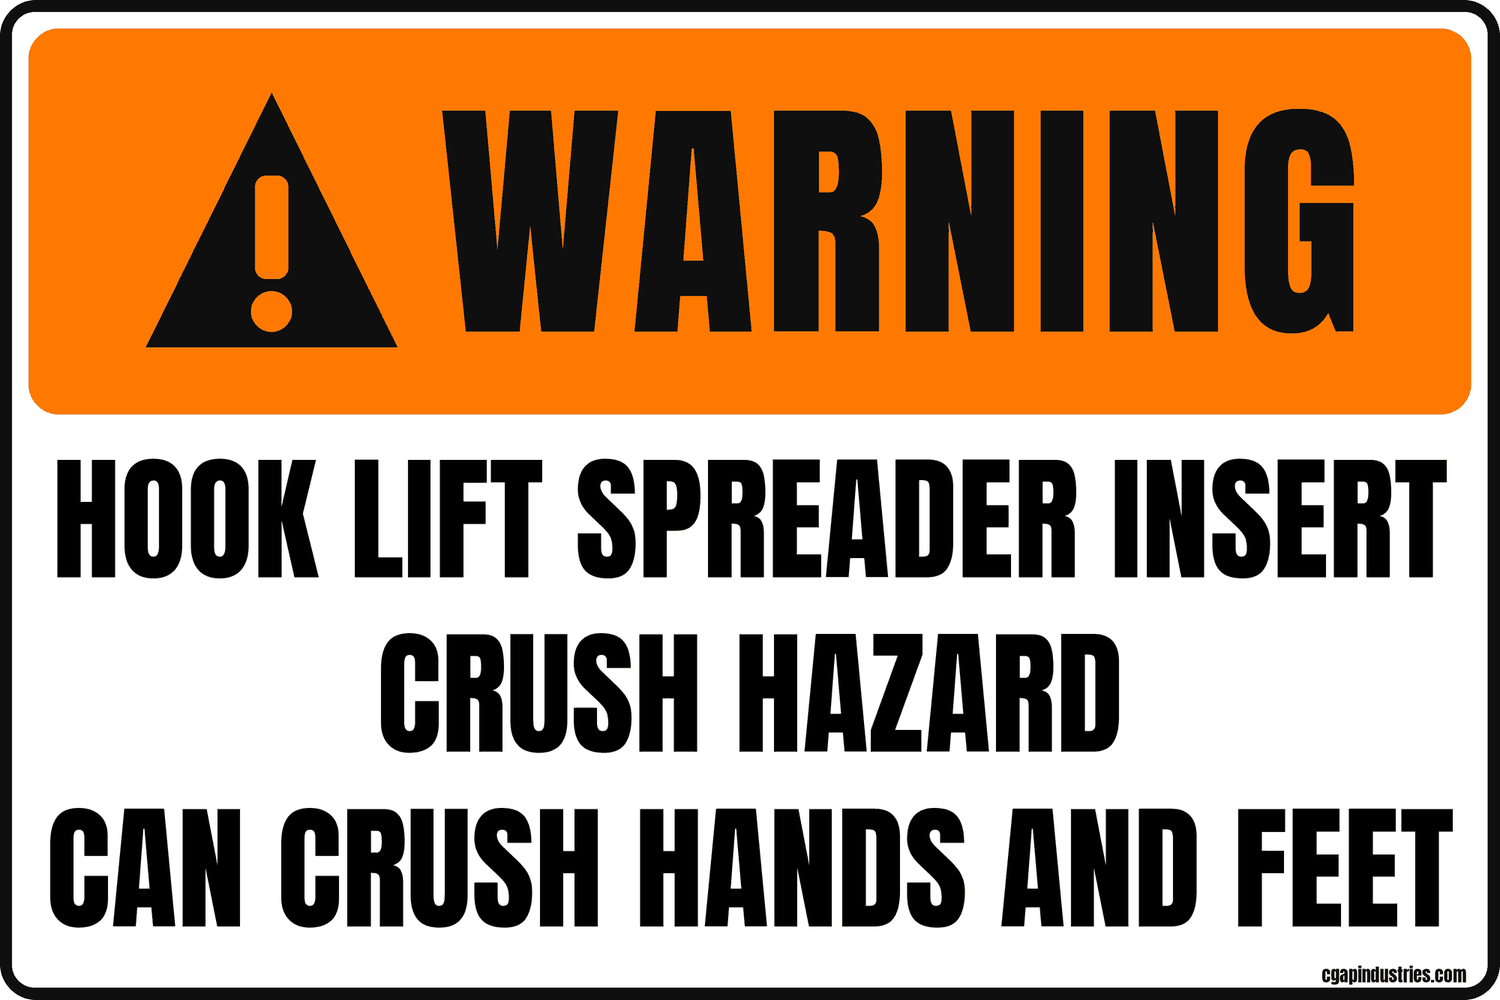 WARNING
HOOK LIFT SPREADER INSERT
CRUSH HAZARD
CAN CRUSH HANDS AND FEET
cgapindustries.com